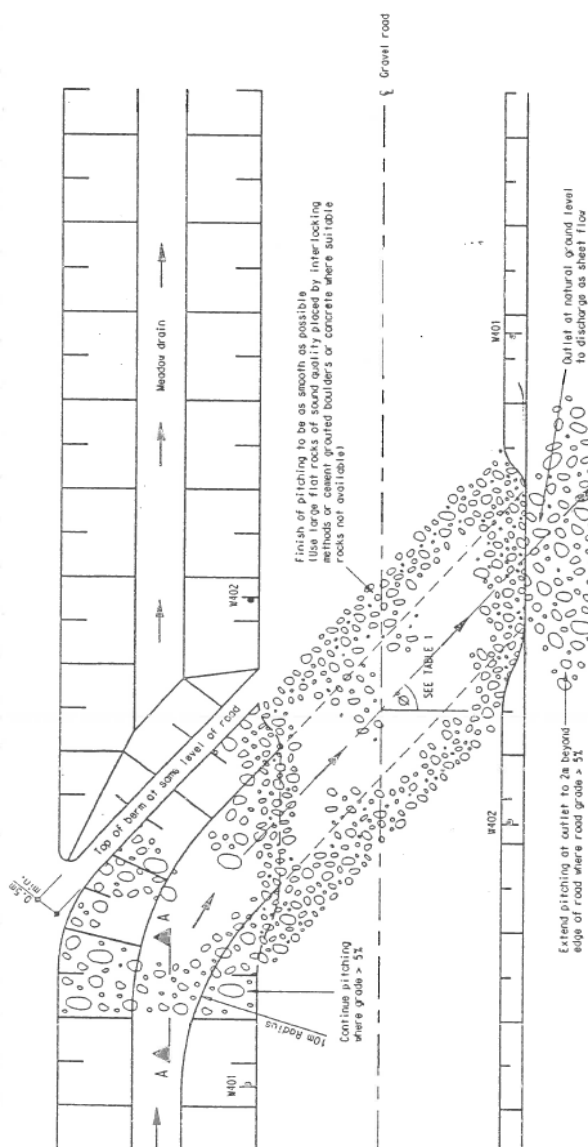 Gravel road
Meadow drain
Finish of pitching to be as smooth as possible
(Use large flat rocks of sound quality placed by interlocking
methods or cement grouted boulders or concrete where suitable
rocks not available)
W401
Outlet at natural ground level
to discharge as sheet flow
W402
SEE TABLE 1
Ø
Top of berm at same level of road
0.5m
min.
A
A
Continue pitching
where grade > 5%
10m Radius
W401
W402
Extend pitching at outlet to 2m beyond
edge of road where road grade > 5%